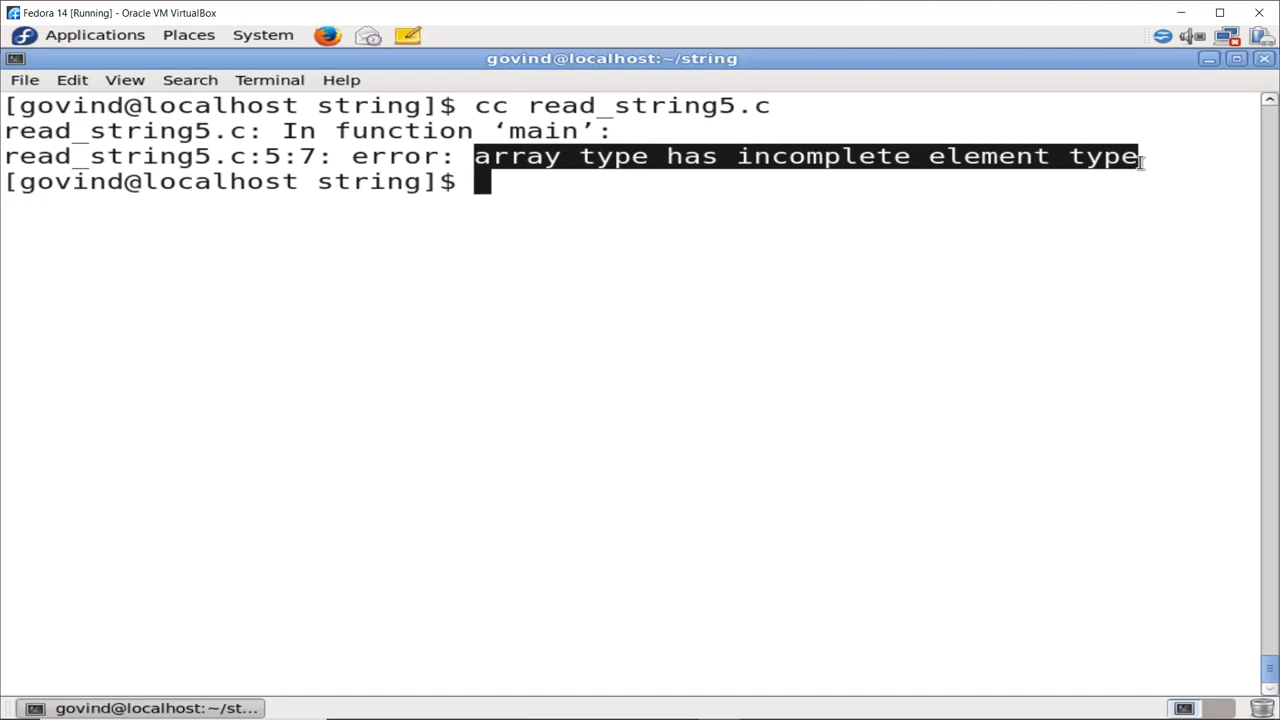 Fedora 14 [Running] - Oracle VM VirtualBox
Applications Places System
govind@localhost:~/string
File Edit View Search Terminal Help
[govind@localhost string]$ cc read_string5.c
read_string5.c: In function ‘main’:
read_string5.c:5:7: error: array type has incomplete element type
[govind@localhost string]$
govind@localhost:~/st...